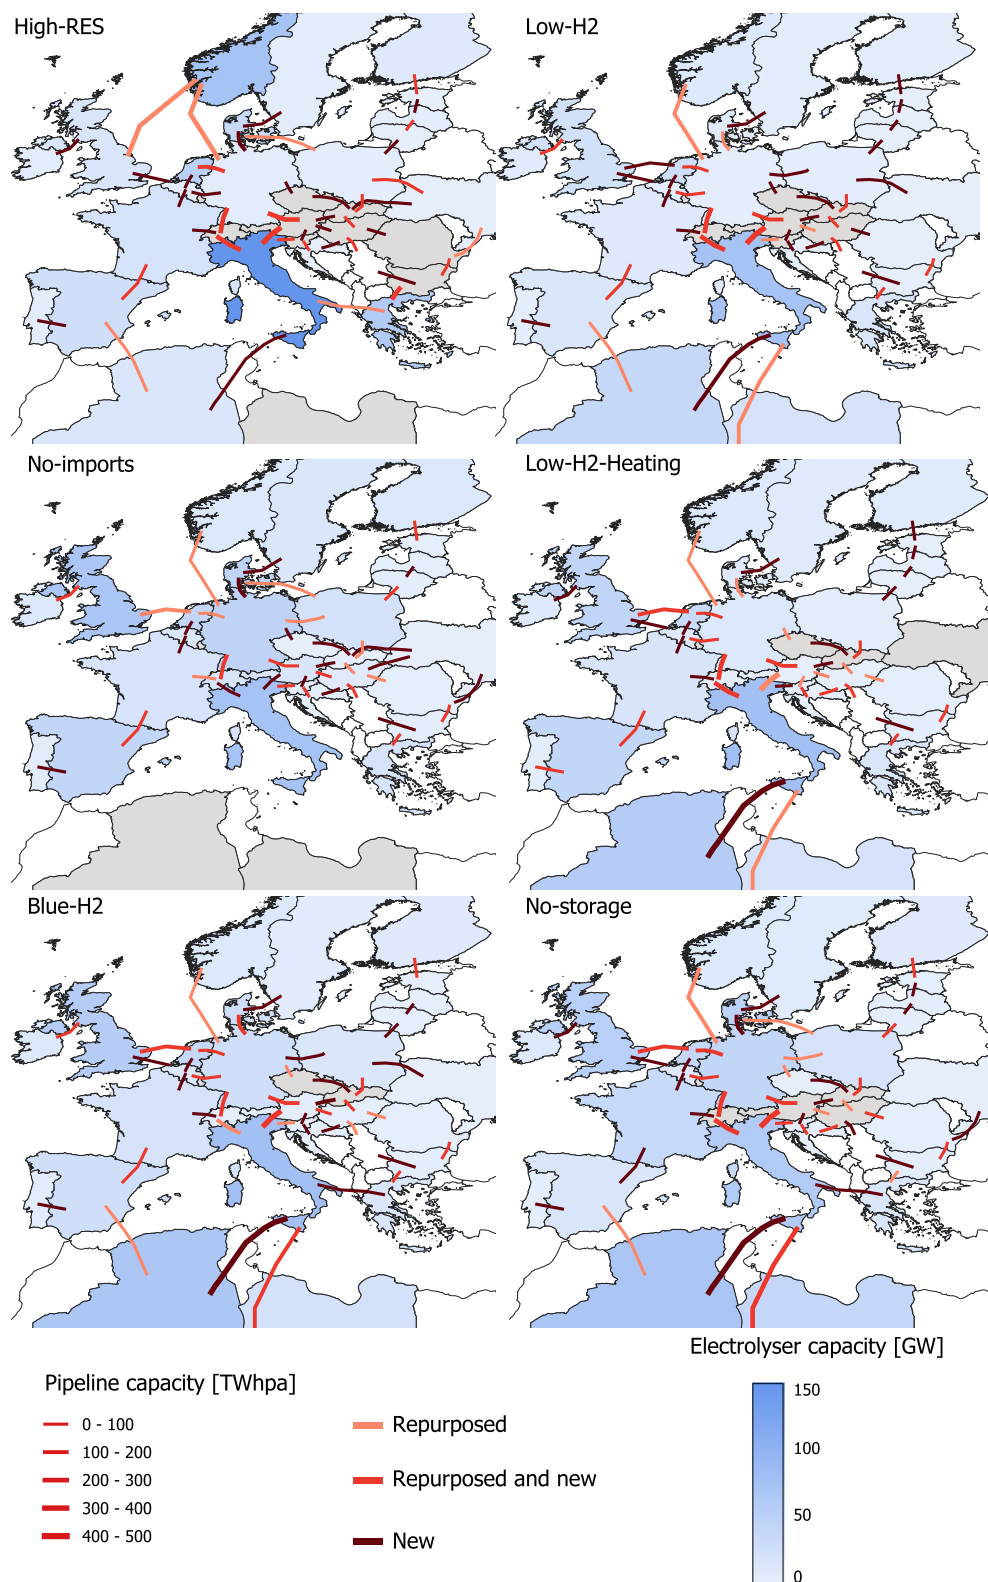 High-RES
Low-H2
No-imports
Low-H2-Heating
Blue-H2
No-storage
Electrolyser capacity [GW]
Pipeline capacity [TWhpa]
0 - 100
100 - 200
200 - 300
300 - 400
400 - 500
Repurposed
Repurposed and new
New
150
100
50
0